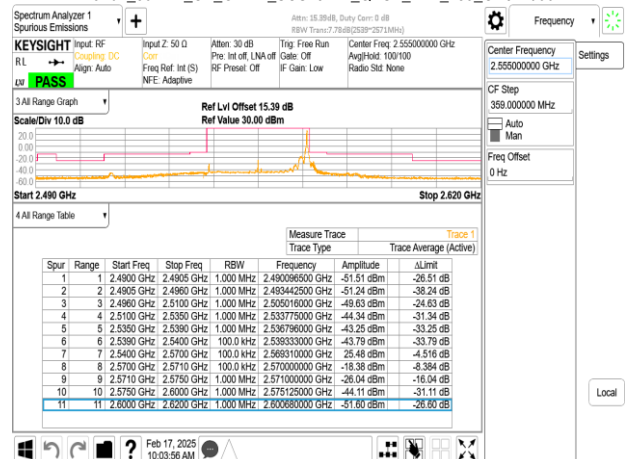 Spectrum Analyzer 1
Spurious Emissions
Attn: 15.39dB, Duty Corr: 0 dB
RBW Trans:7.78dB(2539~2571MHz)
Frequency
KEYSIGHT
Input: RF
Coupling: DC
Align: Auto
Input Z: 50 Ω
Corr
Freq Ref: Int (S)
NFE: Adaptive
Atten: 30 dB
Pre: Int off, LNA off
RF Presel: Off
Trig: Free Run
Gate: Off
IF Gain: Low
Center Freq: 2.555000000 GHz
Avg|Hold: 100/100
Radio Std: None
RL
LXI
PASS
Center Frequency
2.555000000 GHz
Settings
CF Step
359.000000 MHz
Auto
Man
Freq Offset
0 Hz
3 All Range Graph
Scale/Div 10.0 dB
Ref Lvl Offset 15.39 dB
Ref Value 30.00 dBm
20.0
0.00
-20.0
-40.0
-60.0
Start 2.490 GHz
Stop 2.620 GHz
4 All Range Table
Measure Trace Trace 1
Trace Type Trace Average (Active)
Spur Range Start Freq Stop Freq RBW Frequency Amplitude ΔLimit
1 1 2.4900 GHz 2.4905 GHz 1.000 MHz 2.490096500 GHz -51.51 dBm -26.51 dB
2 2 2.4905 GHz 2.4960 GHz 1.000 MHz 2.493442500 GHz -51.24 dBm -38.24 dB
3 3 2.4960 GHz 2.5100 GHz 1.000 MHz 2.505016000 GHz -49.63 dBm -24.63 dB
4 4 2.5100 GHz 2.5350 GHz 1.000 MHz 2.533775000 GHz -44.34 dBm -31.34 dB
5 5 2.5350 GHz 2.5390 GHz 1.000 MHz 2.536796000 GHz -43.25 dBm -33.25 dB
6 6 2.5390 GHz 2.5400 GHz 100.0 kHz 2.539333000 GHz -43.79 dBm -33.79 dB
7 7 2.5400 GHz 2.5700 GHz 100.0 kHz 2.569310000 GHz 25.48 dBm -4.516 dB
8 8 2.5700 GHz 2.5710 GHz 100.0 kHz 2.570000000 GHz -18.38 dBm -8.384 dB
9 9 2.5710 GHz 2.5750 GHz 1.000 MHz 2.571000000 GHz -26.04 dBm -16.04 dB
10 10 2.5750 GHz 2.6000 GHz 1.000 MHz 2.575125000 GHz -44.11 dBm -31.11 dB
11 11 2.6000 GHz 2.6200 GHz 1.000 MHz 2.600680000 GHz -51.60 dBm -26.60 dB
Local
Feb 17, 2025
10:03:56 AM